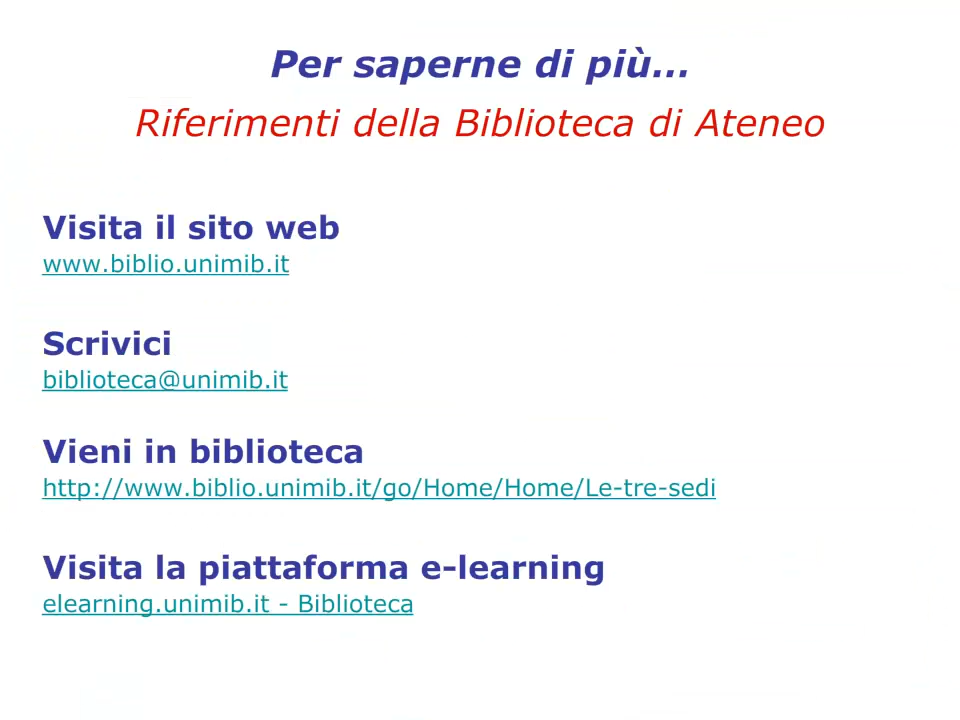 Per saperne di più…
Riferimenti della Biblioteca di Ateneo
Visita il sito web
www.biblio.unimib.it
Scrivici
biblioteca@unimib.it
Vieni in biblioteca
http://www.biblio.unimib.it/go/Home/Home/Le-tre-sedi
Visita la piattaforma e-learning
elearning.unimib.it - Biblioteca